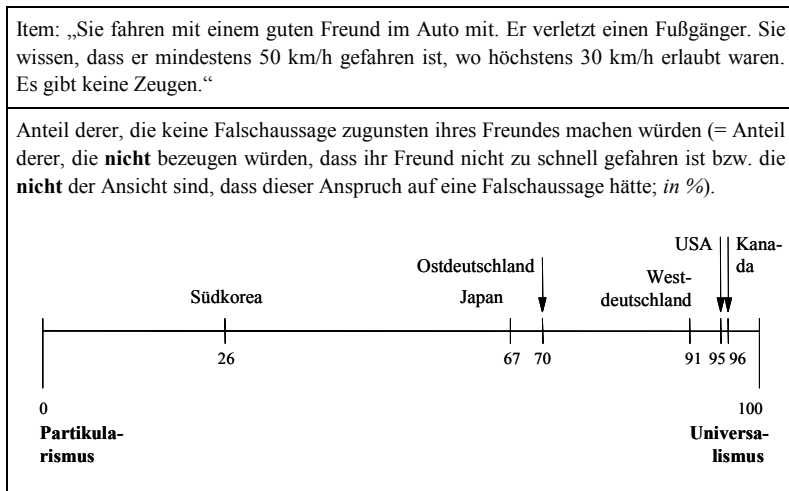 Item: „Sie fahren mit einem guten Freund im Auto mit. Er verletzt einen Fußgänger. Sie
wissen, dass er mindestens 50 km/h gefahren ist, wo höchstens 30 km/h erlaubt waren.
Es gibt keine Zeugen.“
Anteil derer, die keine Falschaussage zugunsten ihres Freundes machen würden (= Anteil
derer, die nicht bezeugen würden, dass ihr Freund nicht zu schnell gefahren ist bzw. die
nicht der Ansicht sind, dass dieser Anspruch auf eine Falschaussage hätte; in %).
USA Kana-
da
Ostdeutschland
West-
deutschland
Südkorea Japan
26 67 70 91 95 96
0 100
Partikula-
rismus
Universa-
lismus